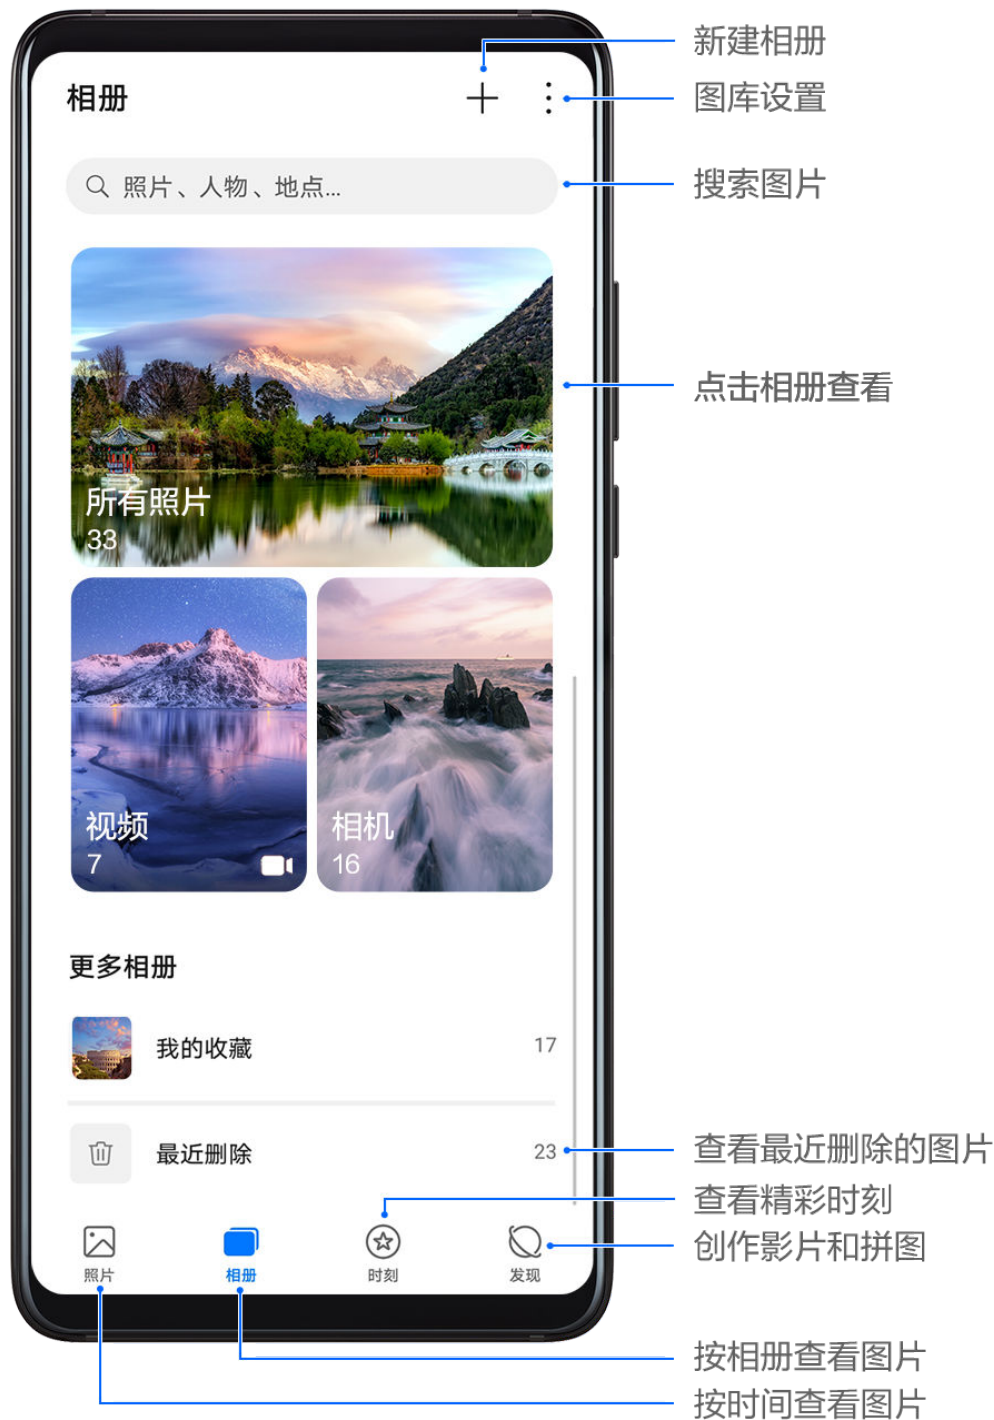 新建相册
相册
图库设置
照片、人物、地点...
搜索图片
点击相册查看
所有照片
33
视频
7
相机
16
更多相册
我的收藏
17
最近删除
23
查看最近删除的图片
查看精彩时刻
创作影片和拼图
照片
相册
时刻
发现
按相册查看图片
按时间查看图片